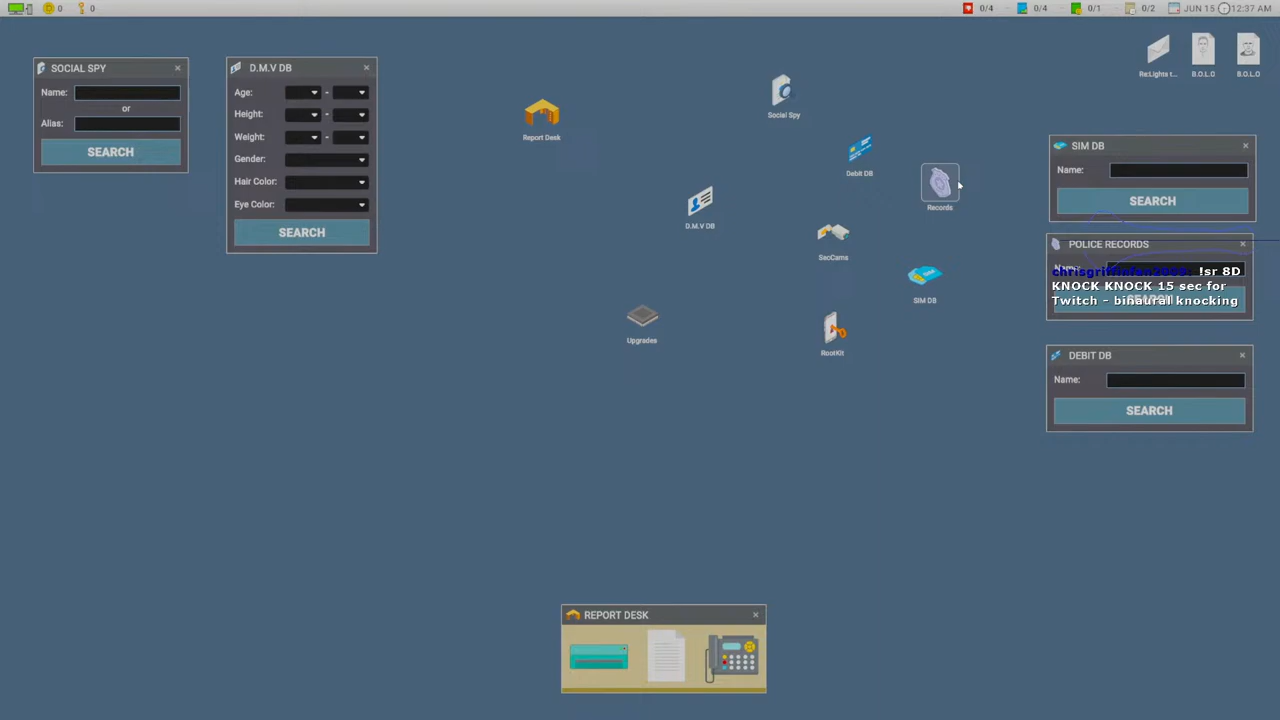 0
0
0/4
0/4
0/1
0/2
JUN 15
12:37 AM
SOCIAL SPY
Name:
or
Alias:
SEARCH
D.M.V DB
Age:
-
Height:
-
Weight:
-
Gender:
Hair Color:
Eye Color:
SEARCH
Report Desk
Social Spy
Debit DB
Records
D.M.V DB
SecCams
SIM DB
Upgrades
RootKit
Re:Lights t...
B.O.L.O
B.O.L.O
SIM DB
Name:
SEARCH
POLICE RECORDS
chrisgriffinfan2009: !sr 8D
KNOCK KNOCK 15 sec for
Twitch - binaural knocking
DEBIT DB
Name:
SEARCH
REPORT DESK